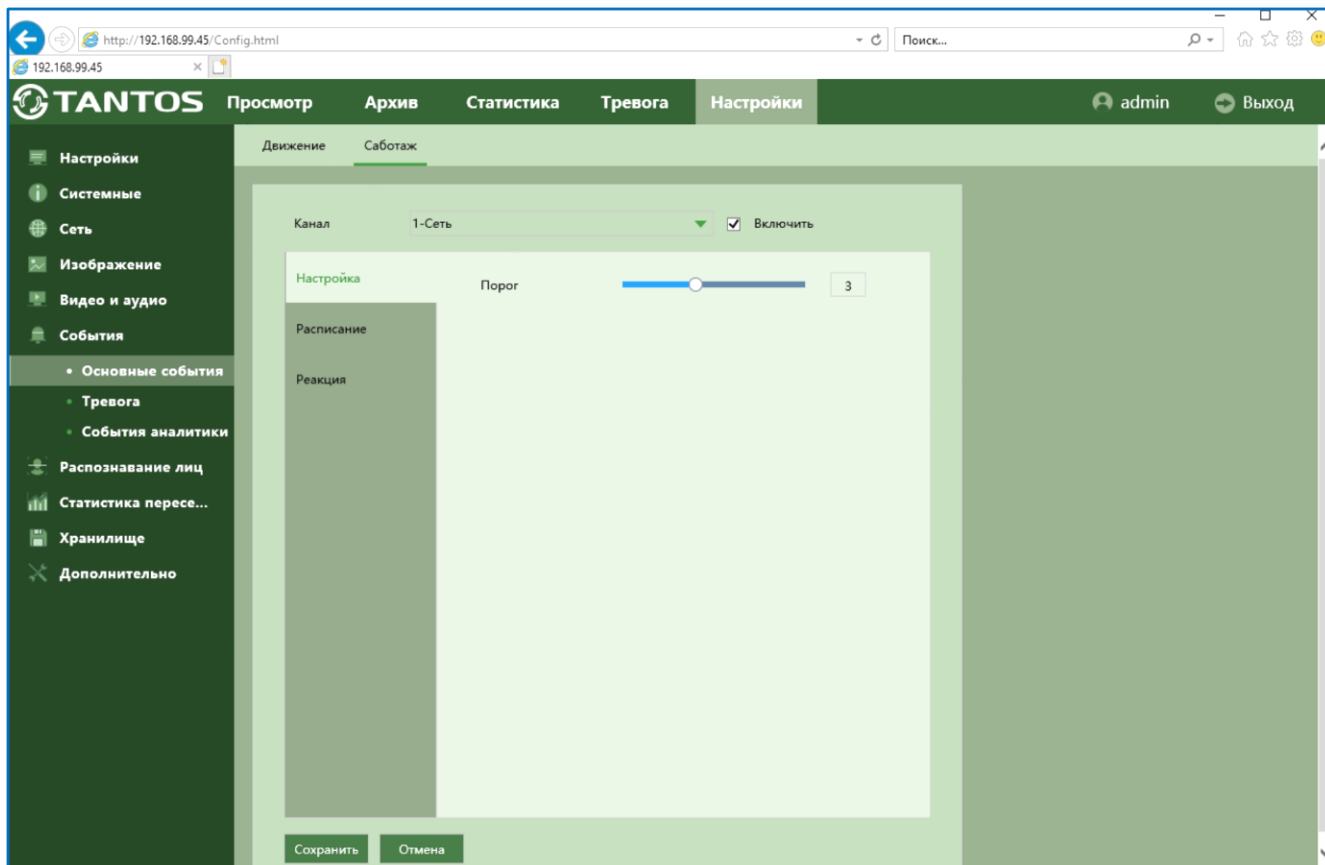 http://192.168.99.45/Config.html Поиск...
192.168.99.45
TANTOS Просмотр Архив Статистика Тревога Настройки admin Выход
Движение Саботаж
Настройки
Системные
Сеть
Изображение
Видео и аудио
События
Основные события
Тревога
События аналитики
Распознавание лиц
Статистика пересе...
Хранилище
Дополнительно
Канал 1-Сеть Включить
Настройка Порог 3
Расписание
Реакция
Сохранить Отмена